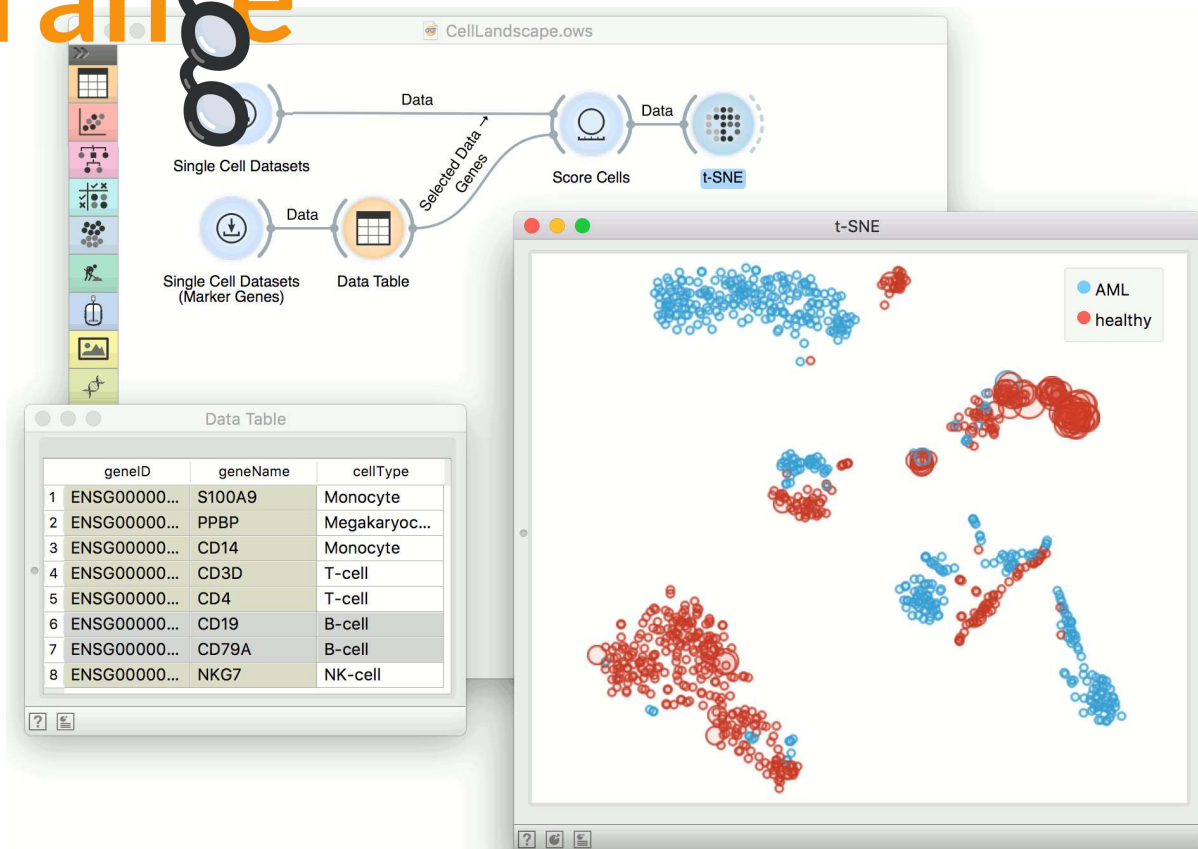 CellLandscape.ows
Data
Single Cell Datasets
Selected Data →
Genes
Score Cells
Data
t-SNE
Data
Single Cell Datasets
(Marker Genes)
Data Table
t-SNE
AML
healthy
Data Table
geneID geneName cellType
1 ENSG00000... S100A9 Monocyte
2 ENSG00000... PPBP Megakaryoc...
3 ENSG00000... CD14 Monocyte
4 ENSG00000... CD3D T-cell
5 ENSG00000... CD4 T-cell
6 ENSG00000... CD19 B-cell
7 ENSG00000... CD79A B-cell
8 ENSG00000... NKG7 NK-cell
?
?